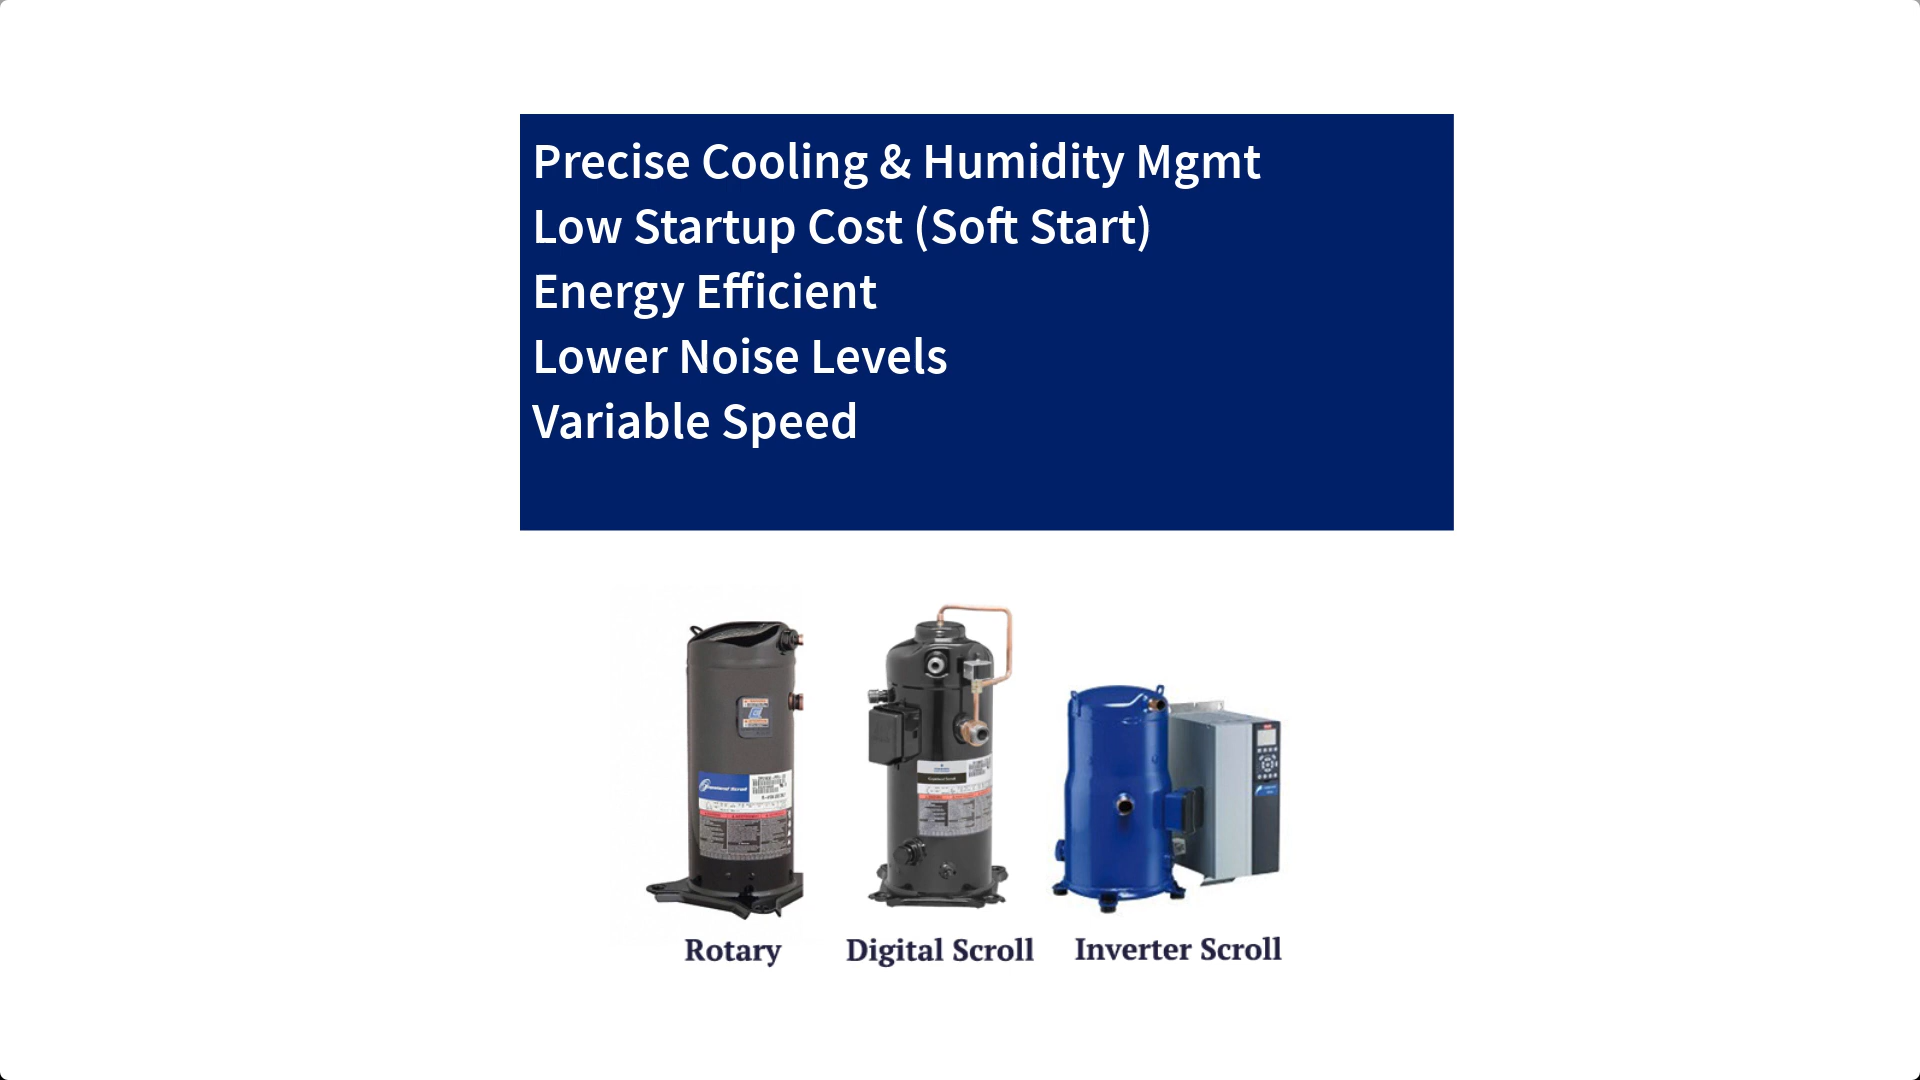 Precise Cooling & Humidity Mgmt
Low Startup Cost (Soft Start)
Energy Efficient
Lower Noise Levels
Variable Speed
Rotary
Digital Scroll
Inverter Scroll